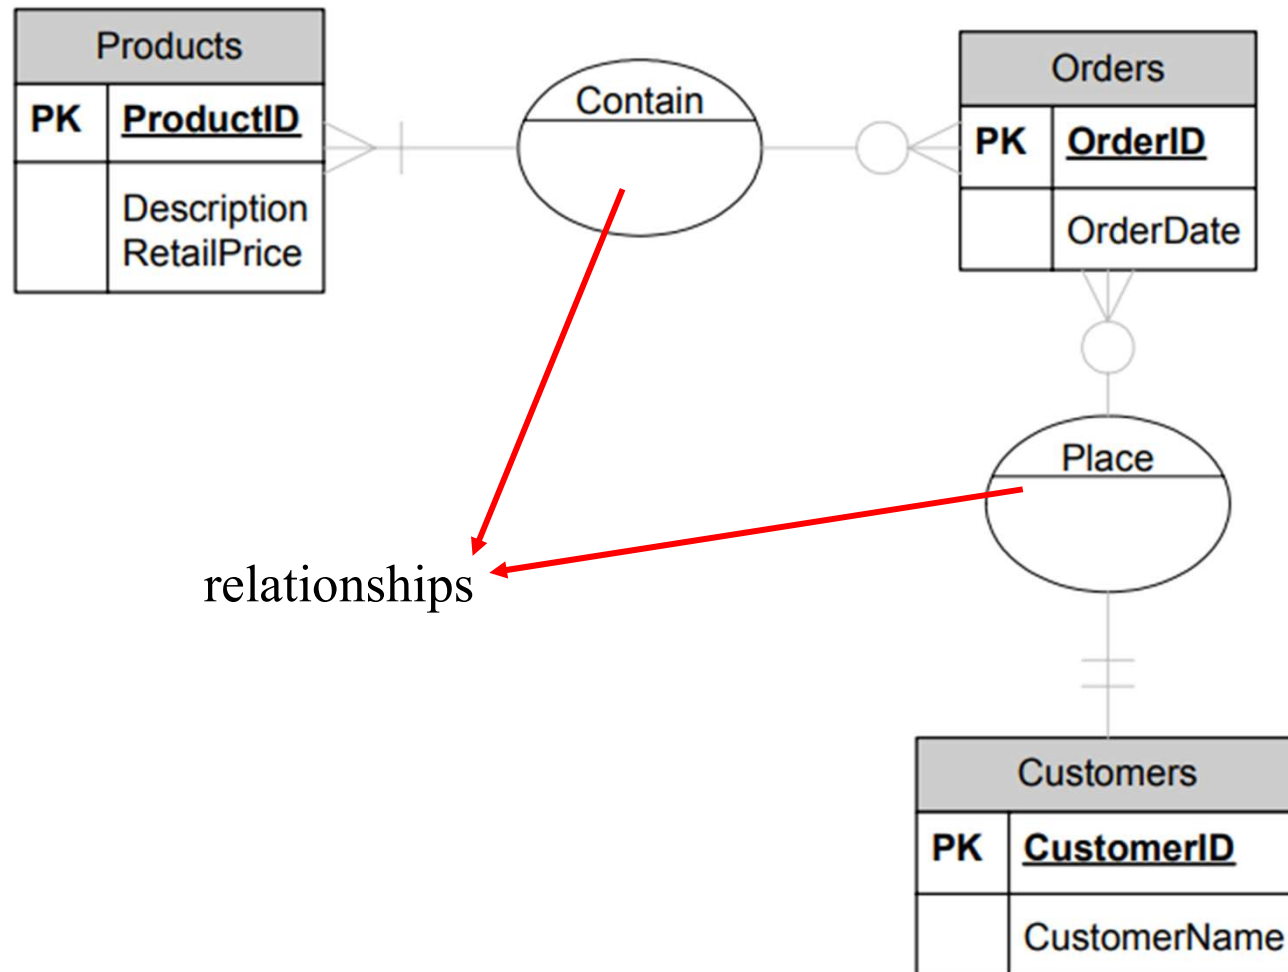 Products
PK ProductID
Description
RetailPrice
Contain
Orders
PK OrderID
OrderDate
Place
relationships
Customers
PK CustomerID
CustomerName